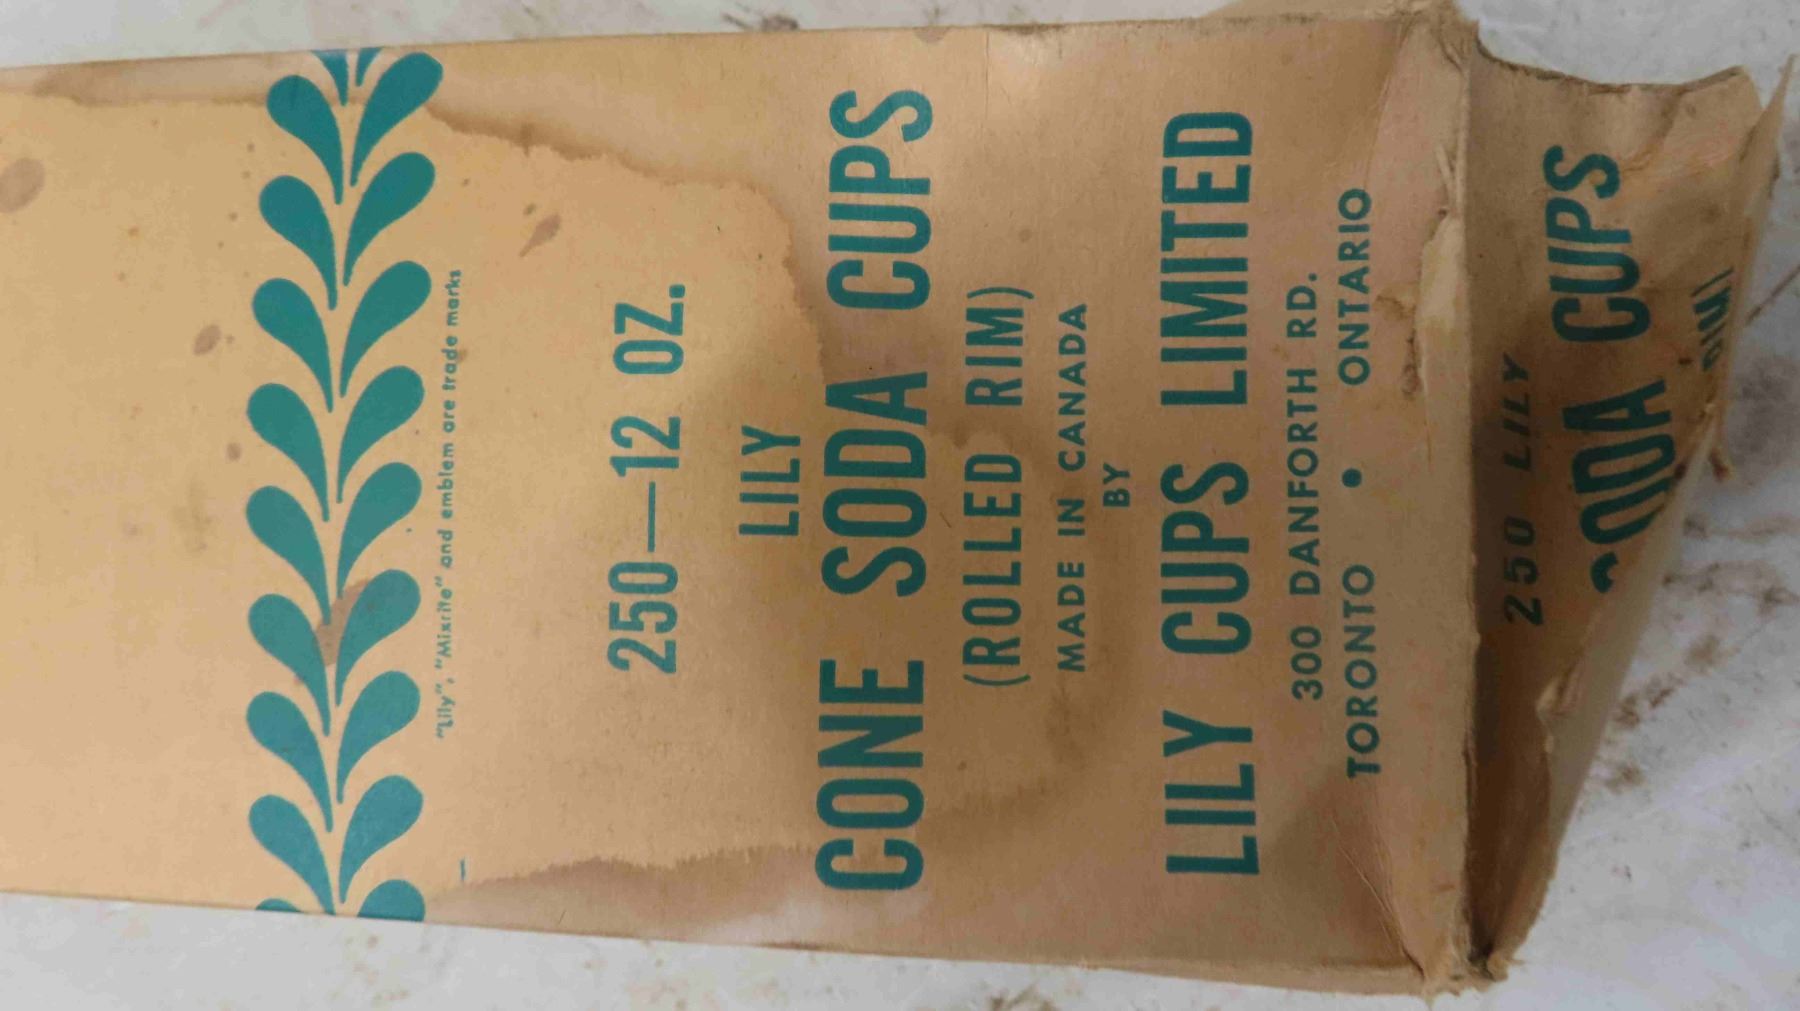 "Lily", "Mixrite" and emblem are trade marks
250—12 OZ.
LILY
CONE SODA CUPS
(ROLLED RIM)
MADE IN CANADA
BY
LILY CUPS LIMITED
300 DANFORTH RD.
TORONTO • ONTARIO
250 LILY
SODA CUPS